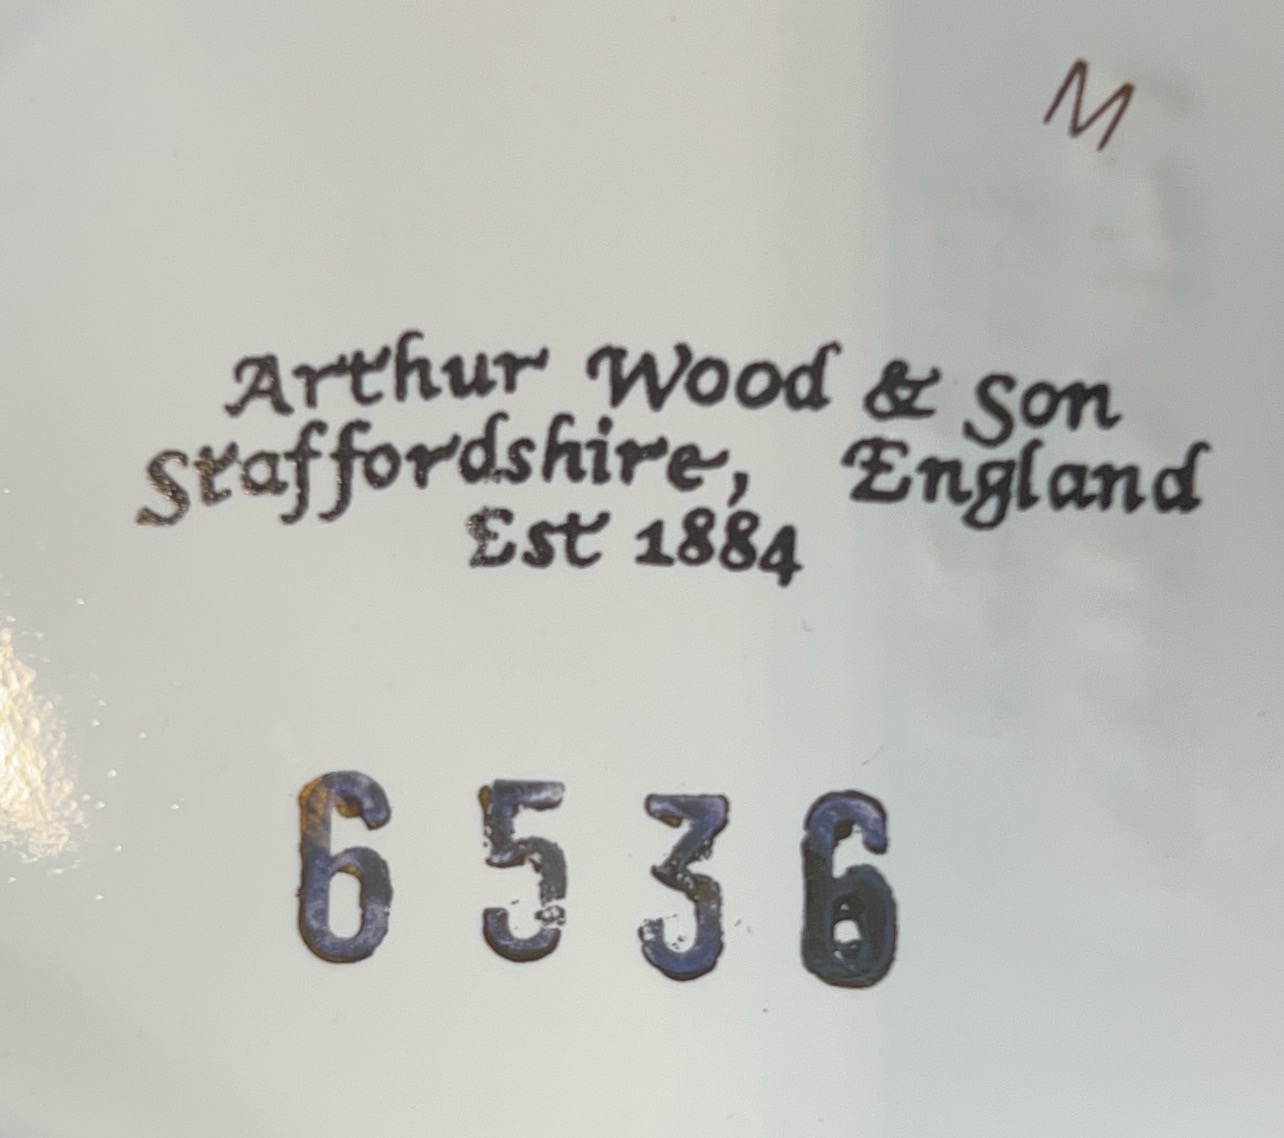 M
Arthur Wood & Son
Staffordshire, England
Est 1884
6536